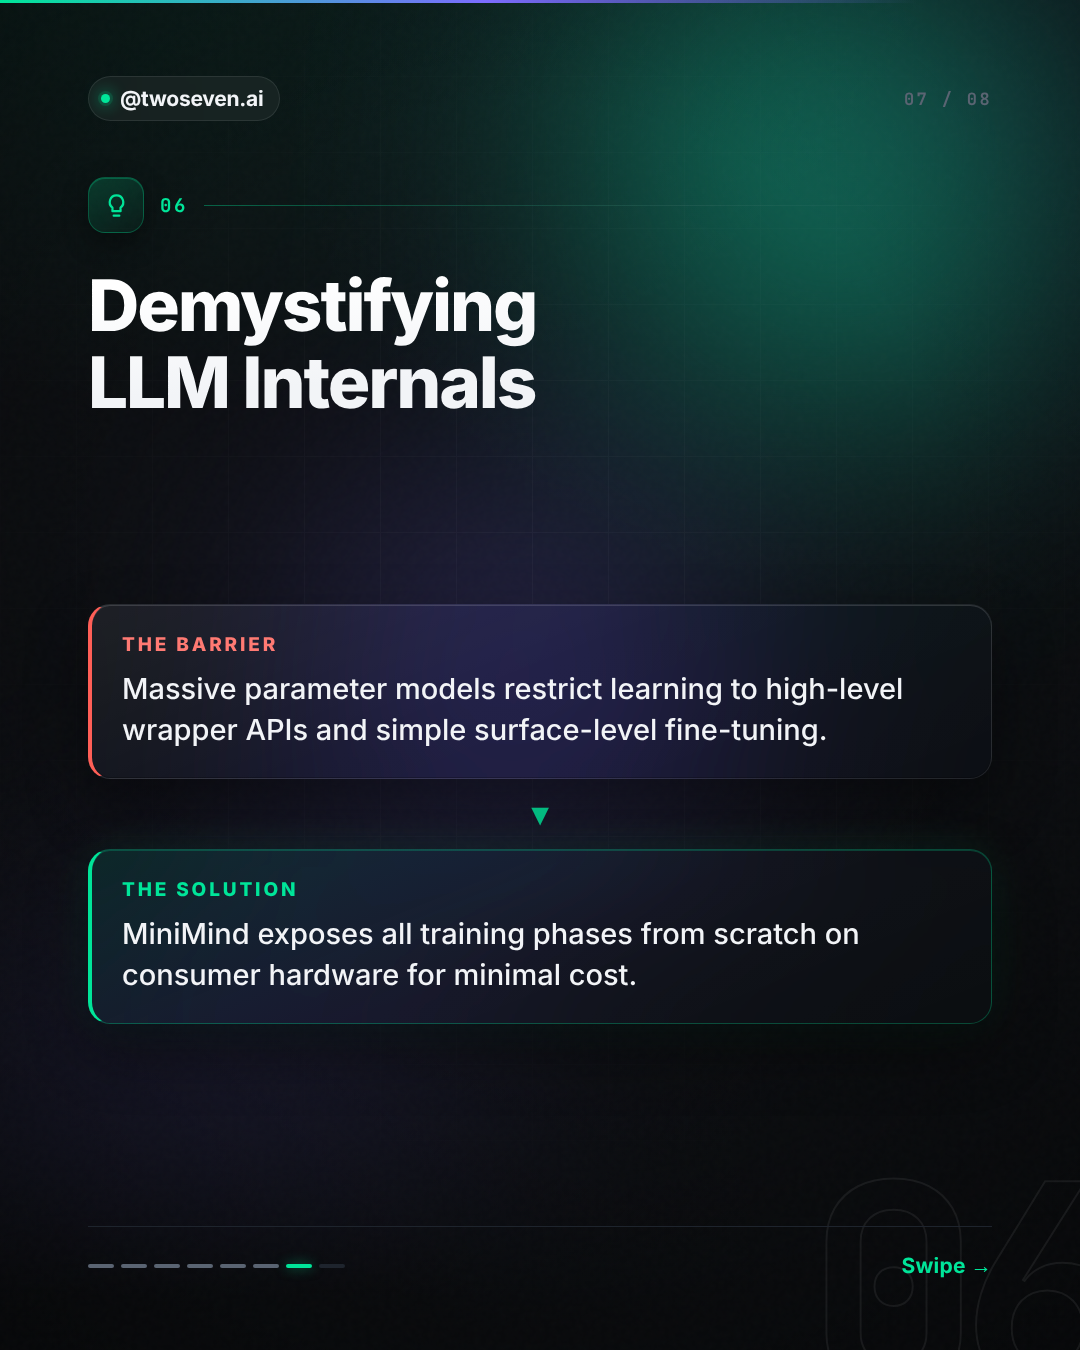 @twoseven.ai
07 / 08
06
Demystifying
LLM Internals
THE BARRIER
Massive parameter models restrict learning to high-level
wrapper APIs and simple surface-level fine-tuning.
▼
THE SOLUTION
MiniMind exposes all training phases from scratch on
consumer hardware for minimal cost.
Swipe →
06